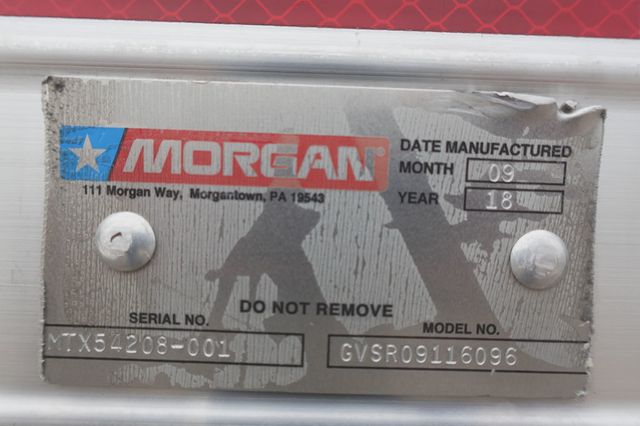 MORGAN®
111 Morgan Way, Morgantown, PA 19543
DATE MANUFACTURED
MONTH 09
YEAR 18
DO NOT REMOVE
SERIAL NO.
MTX54208-001
MODEL NO.
GVSR09116096